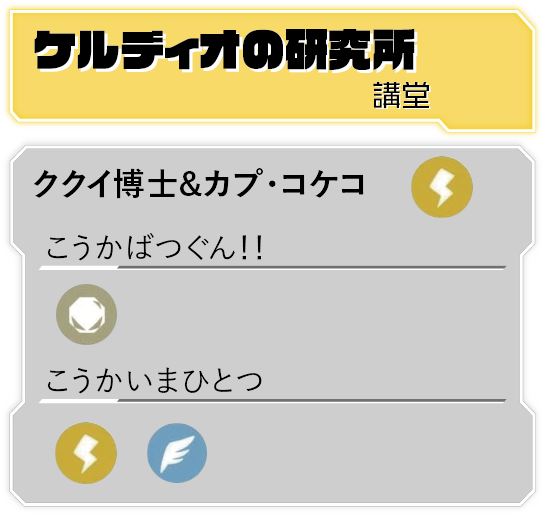 ケルディオの研究所
講堂
ククイ博士&カプ・コケコ
こうかばつぐん!!
こうかいまひとつ